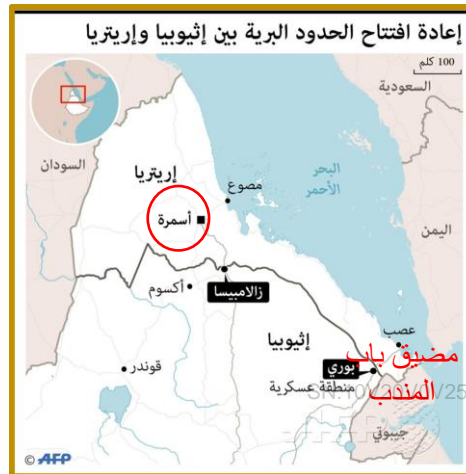 إعادة افتتاح الحدود البرية بين إثيوبيا وإريتريا
100 كلم
السعودية
السودان
إريتريا
البحر
الأحمر
مصوع
أسمرة
اليمن
زالامبيسا
أكسوم
إثيوبيا
عصب
مضيق باب
المندب
بوري
منطقة عسكرية
قوندر
جيبوتي
© AFP